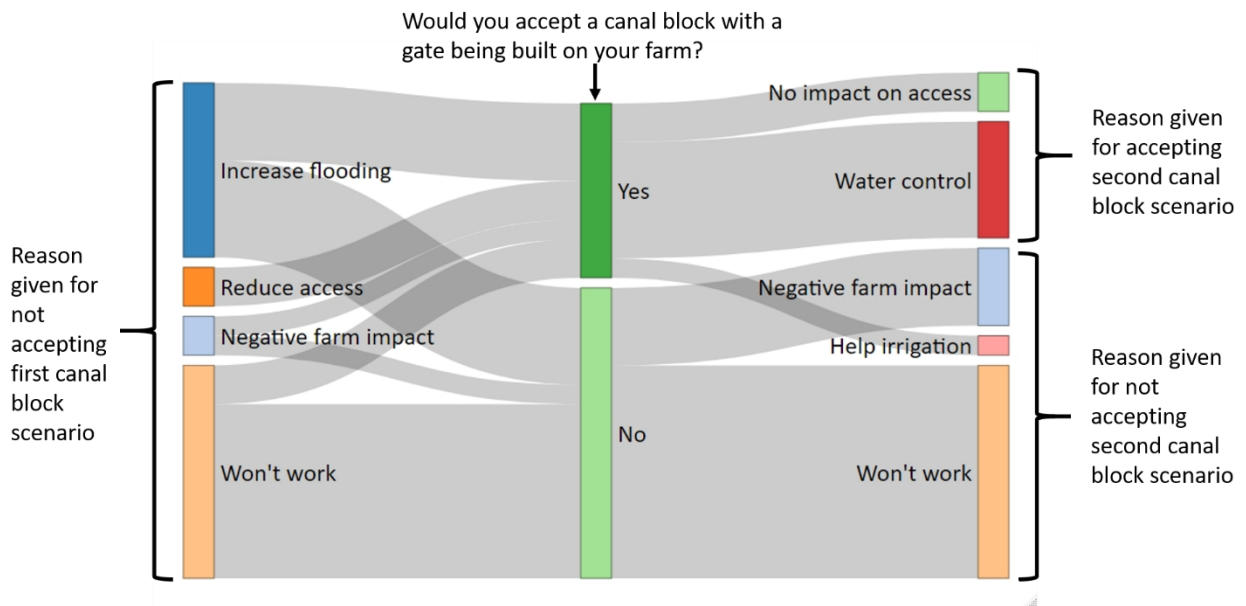 Would you accept a canal block with a
gate being built on your farm?
Reason
given for
not
accepting
first canal
block
scenario
Increase flooding
Reduce access
Negative farm impact
Won't work
Yes
No
No impact on access
Water control
Negative farm impact
Help irrigation
Won't work
Reason given
for accepting
second canal
block scenario
Reason given
for not
accepting
second canal
block scenario